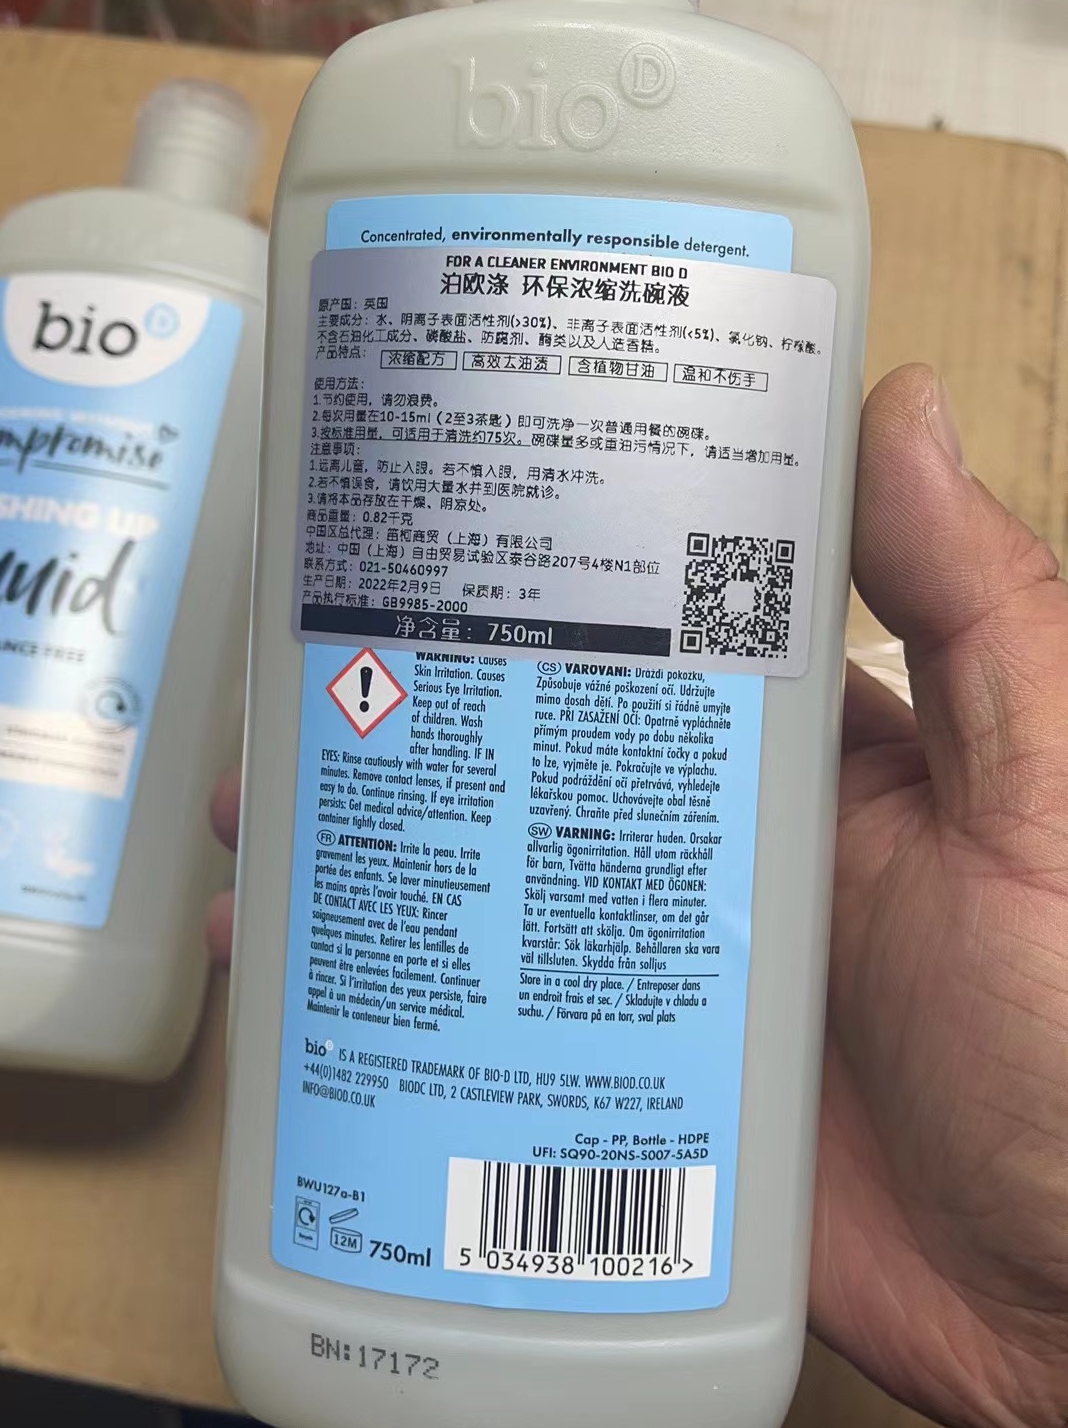 bio D
Concentrated, environmentally responsible detergent.
FOR A CLEANER ENVIRONMENT BIO D
泊欧涤 环保浓缩洗碗液
原产国：英国
主要成分：水、阴离子表面活性剂(>30%)、非离子表面活性剂(<5%)、氯化钠、柠檬酸。
不含石油化工成分、磷酸盐、防腐剂、酶类以及人造香精。
产品特点： 浓缩配方 高效去油渍 含植物甘油 温和不伤手
使用方法：
1.节约使用，请勿浪费。
2.每次用量在10-15ml（2至3茶匙）即可洗净一次普通用餐的碗碟。
3.按标准用量，可适用于清洗约75次。碗碟量多或重油污情况下，请适当增加用量。
注意事项：
1.远离儿童，防止入眼。若不慎入眼，用清水冲洗。
2.若不慎误食，请饮用大量水并到医院就诊。
3.请将本品存放在干燥、阴凉处。
商品重量：0.82千克
中国区总代理：笛柯商贸（上海）有限公司
地址：中国（上海）自由贸易试验区泰谷路207号4楼N1部位
联系方式：021-50460997
生产日期：2022年2月9日 保质期：3年
产品执行标准：GB9985-2000
净含量：750ml
WARNING: Causes
Skin Irritation. Causes
Serious Eye Irritation.
Keep out of reach
of children. Wash
hands thoroughly
after handling. IF IN
EYES: Rinse cautiously with water for several
minutes. Remove contact lenses, if present and
easy to do. Continue rinsing. If eye irritation
persists: Get medical advice/attention. Keep
container tightly closed.
FR ATTENTION: Irrite la peau. Irrite
gravement les yeux. Maintenir hors de la
portée des enfants. Se laver minutieusement
les mains après l'avoir touché. EN CAS
DE CONTACT AVEC LES YEUX: Rincer
soigneusement avec de l'eau pendant
quelques minutes. Retirer les lentilles de
contact si la personne en porte et si elles
peuvent être enlevées facilement. Continuer
à rincer. Si l'irritation des yeux persiste, faire
appel à un médecin/un service médical.
Maintenir le conteneur bien fermé.
CS VAROVANI: Dráždí pokožku,
Způsobuje vážné poškození očí. Udržujte
mimo dosah dětí. Po použití si řádně umyjte
ruce. PŘI ZASAŽENÍ OČÍ: Opatrně vypláchněte
přímým proudem vody po dobu několika
minut. Pokud máte kontaktní čočky a pokud
to lze, vyjměte je. Pokračujte ve výplachu.
Pokud podráždění očí přetrvává, vyhledejte
lékařskou pomoc. Uchovávejte obal těsně
uzavřený. Chraňte před slunečním zářením.
SW VARNING: Irriterar huden. Orsakar
allvarlig ögonirritation. Håll utom räckhåll
för barn, Tvätta händerna grundligt efter
användning. VID KONTAKT MED ÖGONEN:
Skölj varsamt med vatten i flera minuter.
Ta ur eventuella kontaktlinser, om det går
lätt. Fortsätt att skölja. Om ögonirritation
kvarstår: Sök läkarhjälp. Behållaren ska vara
väl tillsluten. Skydda från solljus
Store in a cool dry place. / Entreposer dans
un endroit frais et sec. / Skladujte v chladu a
suchu. / Förvara på en torr, sval plats
bio D IS A REGISTERED TRADEMARK OF BIO-D LTD, HU9 5LW. WWW.BIOD.CO.UK
+44(0)1482 229950 BIODC LTD, 2 CASTLEVIEW PARK, SWORDS, K67 W227, IRELAND
INFO@BIOD.CO.UK
Cap - PP, Bottle - HDPE
UFI: SQ90-20NS-S007-5A5D
BWU127a-B1
12M
750ml
5 034938 100216 >
BN:17172
bio D
mpromise
SHING UP
uid
ANCE FREE